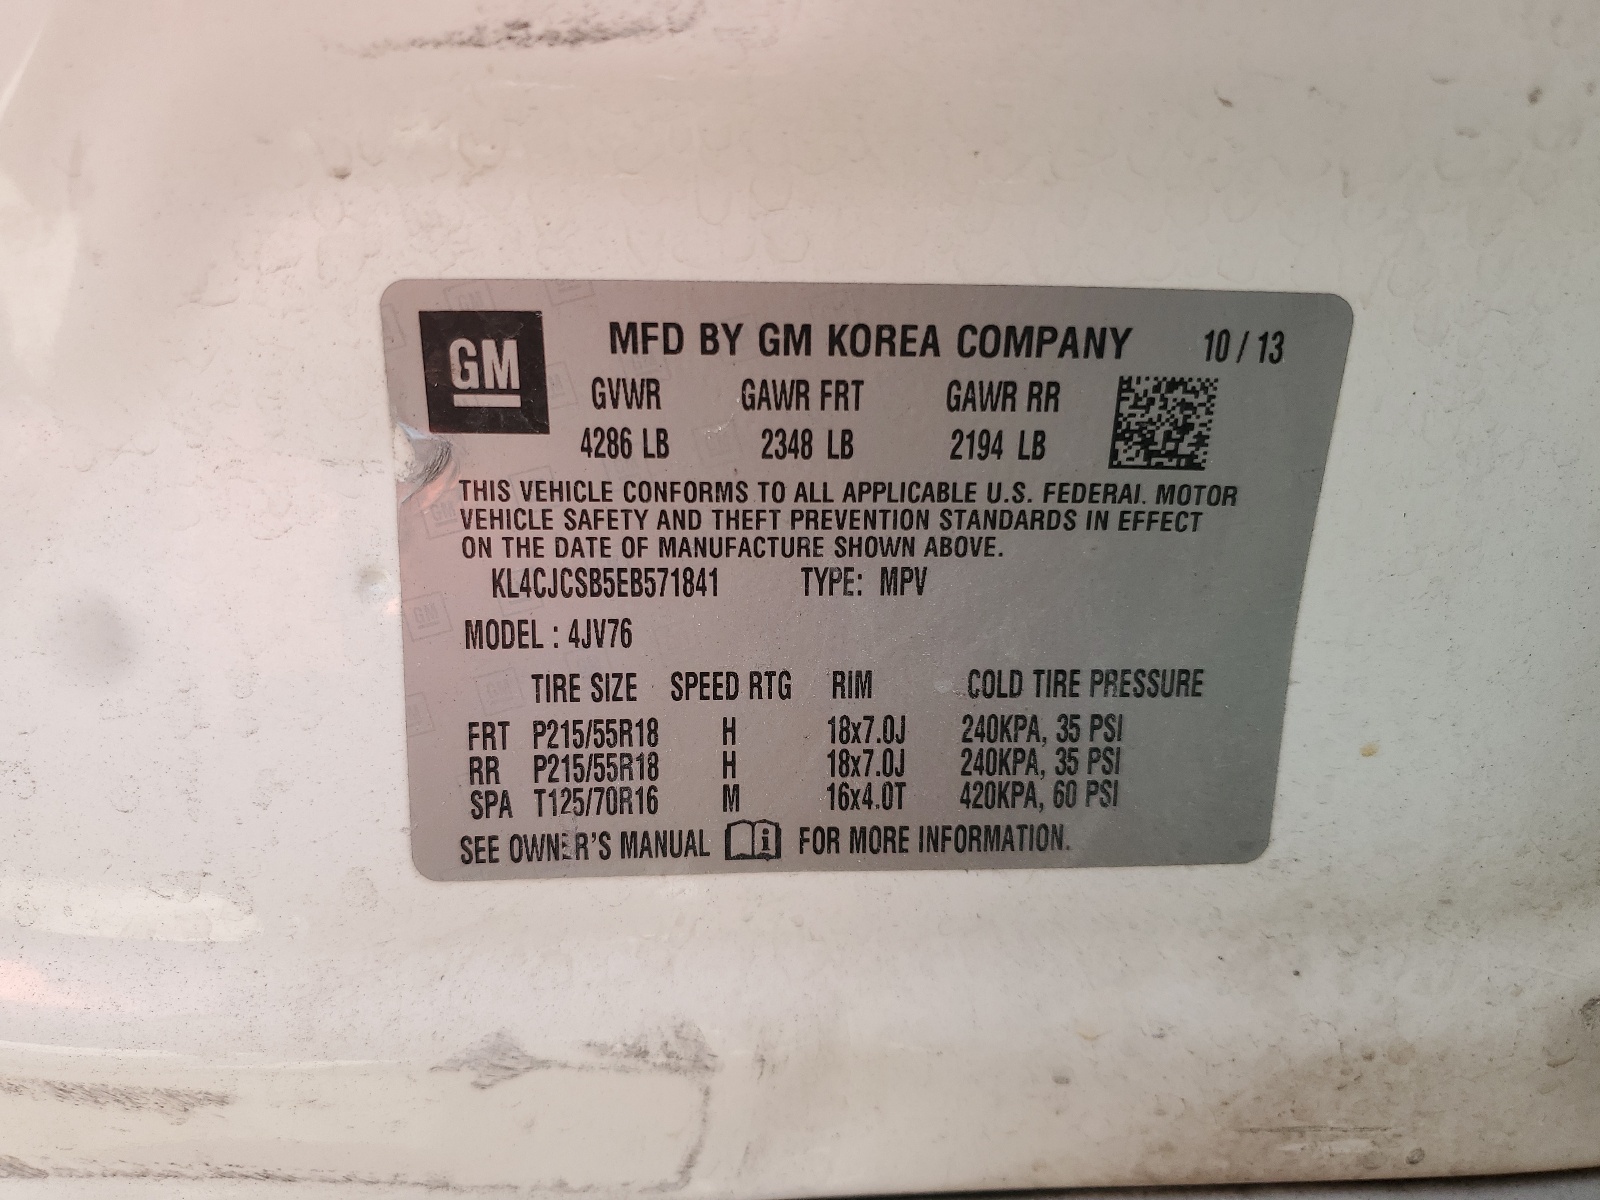 GM
MFD BY GM KOREA COMPANY 10 / 13
GVWR GAWR FRT GAWR RR
4286 LB 2348 LB 2194 LB
THIS VEHICLE CONFORMS TO ALL APPLICABLE U.S. FEDERAL MOTOR
VEHICLE SAFETY AND THEFT PREVENTION STANDARDS IN EFFECT
ON THE DATE OF MANUFACTURE SHOWN ABOVE.
KL4CJCSB5EB571841 TYPE: MPV
MODEL : 4JV76
TIRE SIZE SPEED RTG RIM COLD TIRE PRESSURE
FRT P215/55R18 H 18x7.0J 240KPA, 35 PSI
RR P215/55R18 H 18x7.0J 240KPA, 35 PSI
SPA T125/70R16 M 16x4.0T 420KPA, 60 PSI
SEE OWNER'S MANUAL FOR MORE INFORMATION.